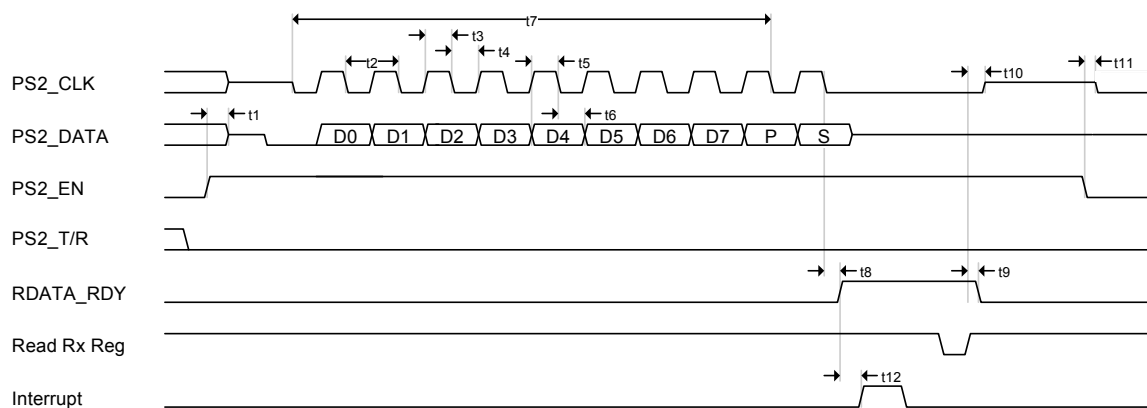 t7
t3
t2
t4
t5
t10
t11
PS2_CLK
t1
t6
PS2_DATA
D0 D1 D2 D3 D4 D5 D6 D7 P S
PS2_EN
PS2_T/R
t8
t9
RDATA_RDY
Read Rx Reg
t12
Interrupt